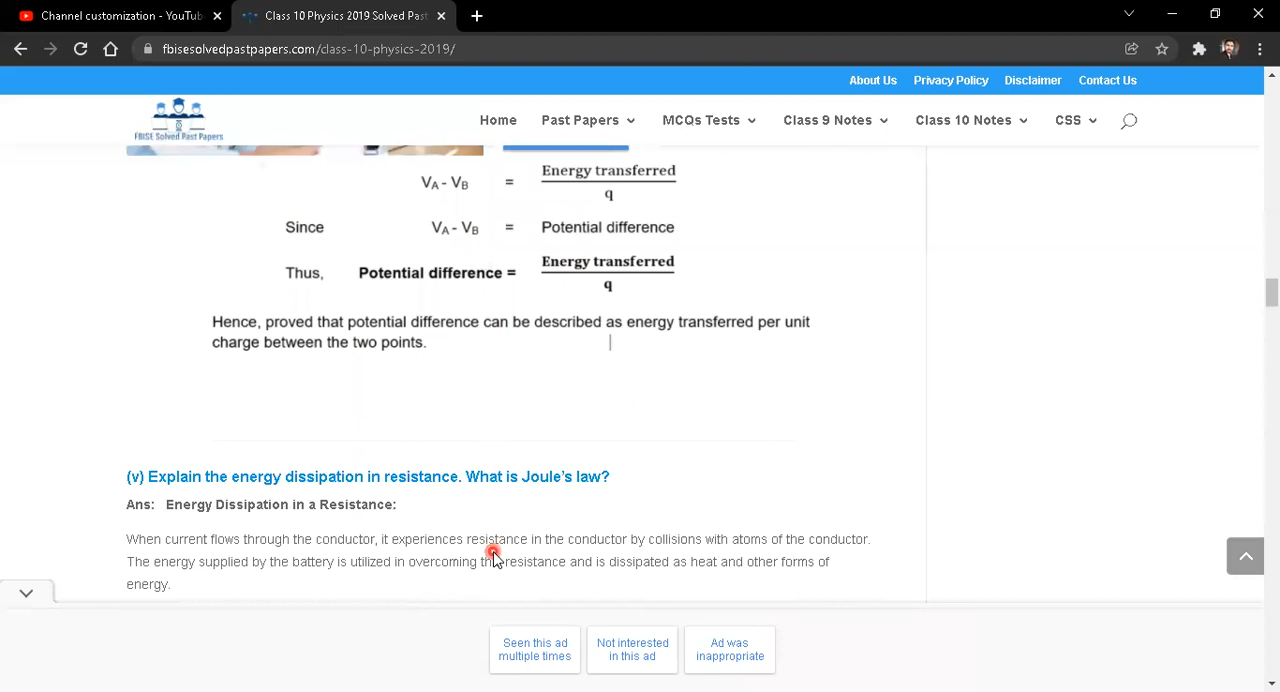 Channel customization - YouTub
Class 10 Physics 2019 Solved Past
fbisesolvedpastpapers.com/class-10-physics-2019/
About Us Privacy Policy Disclaimer Contact Us
FBISE Solved Past Papers
Home Past Papers MCQs Tests Class 9 Notes Class 10 Notes CSS
VA - VB = Energy transferred
q
Since VA - VB = Potential difference
Thus, Potential difference = Energy transferred
q
Hence, proved that potential difference can be described as energy transferred per unit
charge between the two points.
(v) Explain the energy dissipation in resistance. What is Joule’s law?
Ans: Energy Dissipation in a Resistance:
When current flows through the conductor, it experiences resistance in the conductor by collisions with atoms of the conductor.
The energy supplied by the battery is utilized in overcoming the resistance and is dissipated as heat and other forms of
energy.
Seen this ad
multiple times
Not interested
in this ad
Ad was
inappropriate